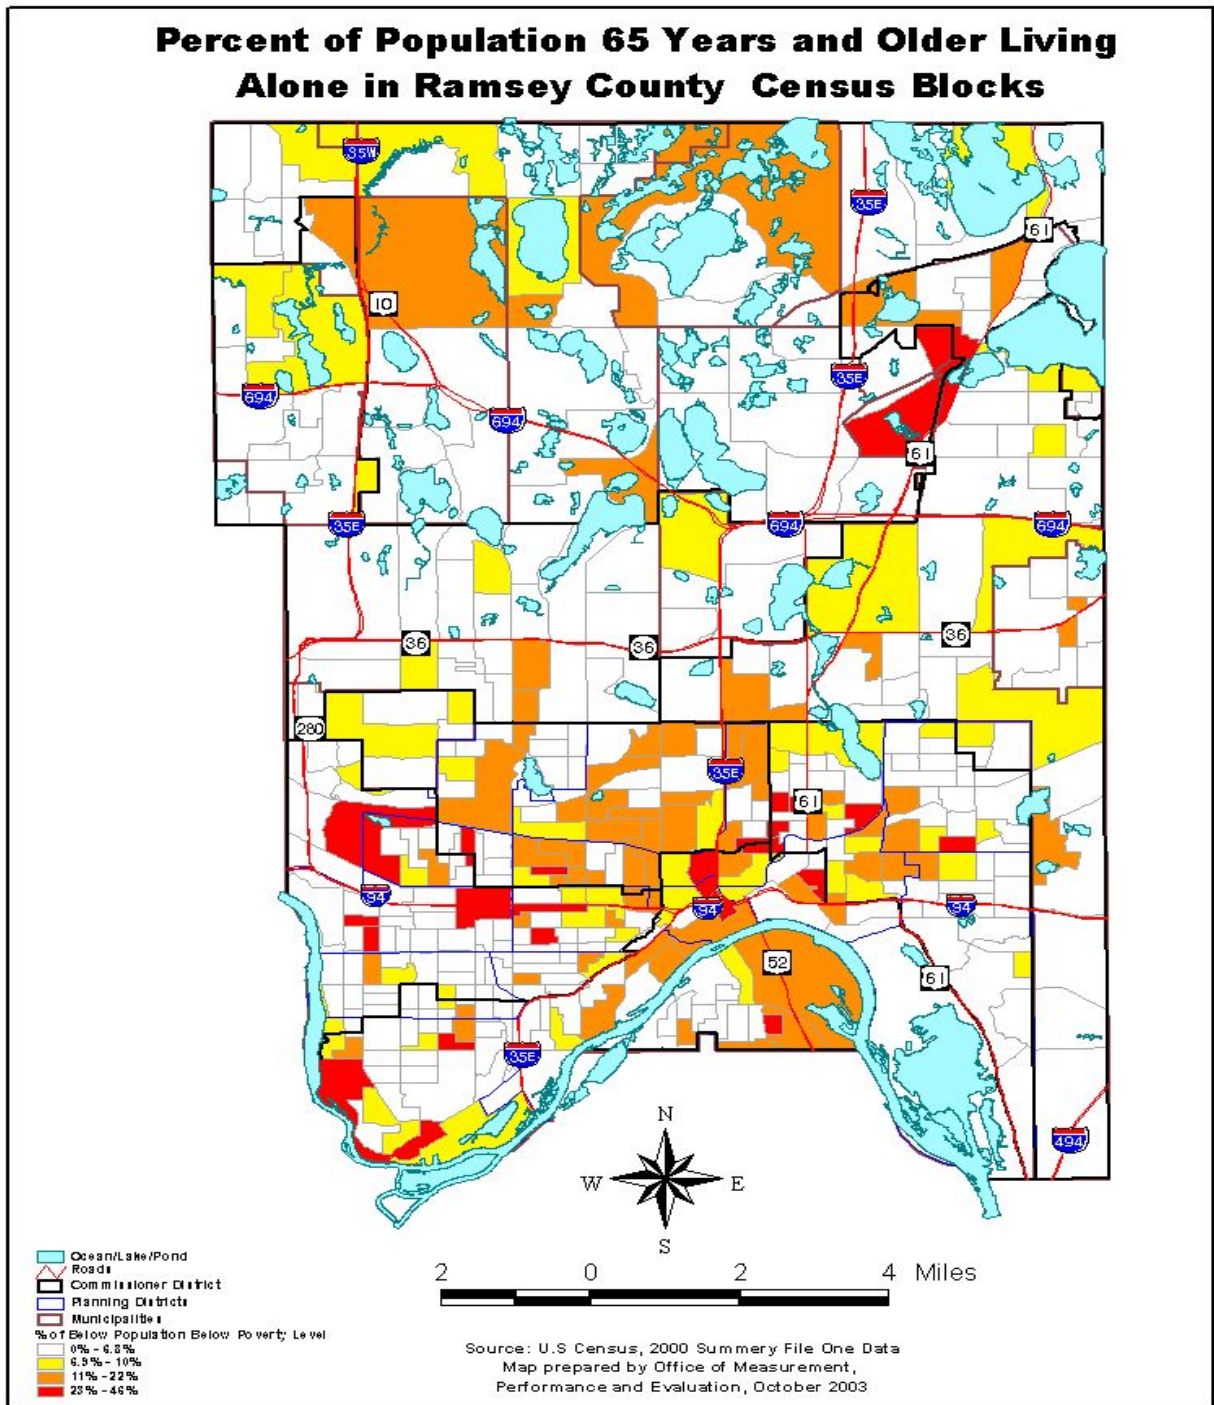 Percent of Population 65 Years and Older Living
Alone in Ramsey County Census Blocks
35W
35E
61
10
35E
694
694
61
35E
694
694
36
36
36
280
35E
61
94
94
94
52
61
35E
494
N
W
E
S
Ocean/Lake/Pond
Roads
Commissioner District
Planning Districts
Municipalities
% of Below Population Below Poverty Level
0% - 6.8%
6.9% - 10%
11% - 22%
23% - 46%
2 0 2 4 Miles
Source: U.S Census, 2000 Summery File One Data
Map prepared by Office of Measurement,
Performance and Evaluation, October 2003